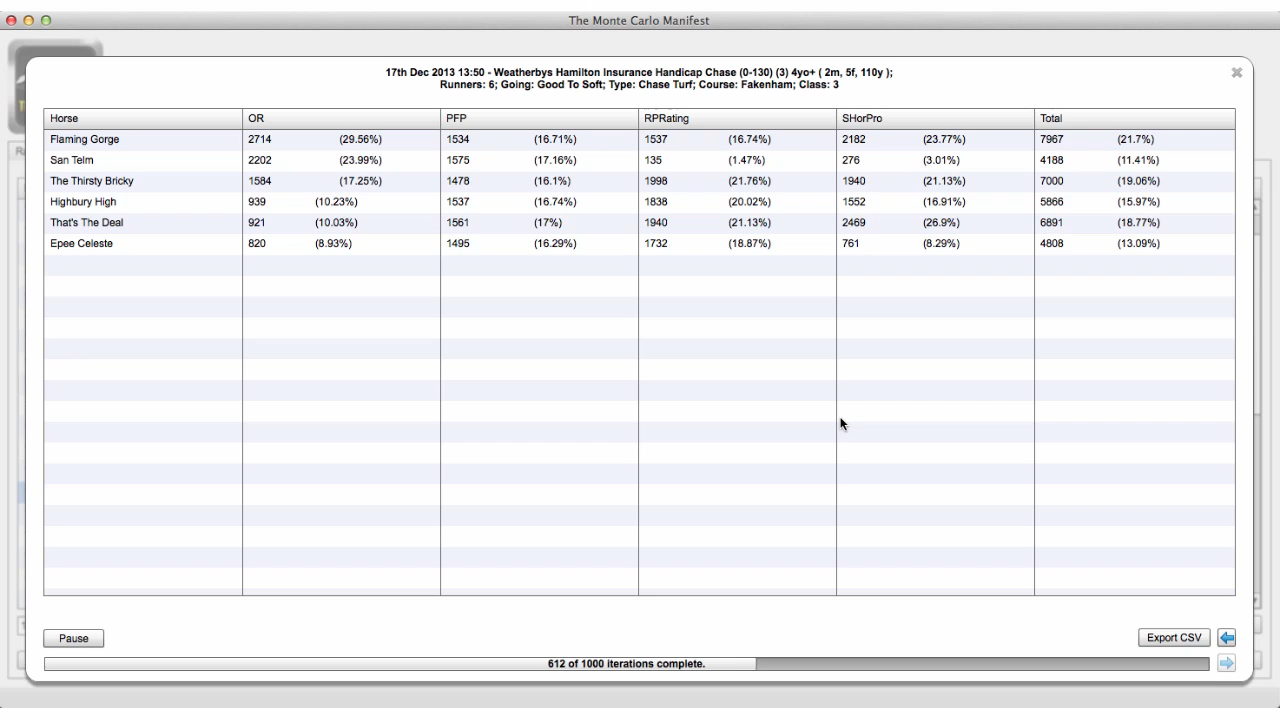 The Monte Carlo Manifest
17th Dec 2013 13:50 - Weatherbys Hamilton Insurance Handicap Chase (0-130) (3) 4yo+ ( 2m, 5f, 110y );
Runners: 6; Going: Good To Soft; Type: Chase Turf; Course: Fakenham; Class: 3
Horse OR PFP RPRating SHorPro Total
Flaming Gorge 2714 (29.56%) 1534 (16.71%) 1537 (16.74%) 2182 (23.77%) 7967 (21.7%)
San Telm 2202 (23.99%) 1575 (17.16%) 135 (1.47%) 276 (3.01%) 4188 (11.41%)
The Thirsty Bricky 1584 (17.25%) 1478 (16.1%) 1998 (21.76%) 1940 (21.13%) 7000 (19.06%)
Highbury High 939 (10.23%) 1537 (16.74%) 1838 (20.02%) 1552 (16.91%) 5866 (15.97%)
That's The Deal 921 (10.03%) 1561 (17%) 1940 (21.13%) 2469 (26.9%) 6891 (18.77%)
Epee Celeste 820 (8.93%) 1495 (16.29%) 1732 (18.87%) 761 (8.29%) 4808 (13.09%)
Pause
Export CSV
612 of 1000 iterations complete.